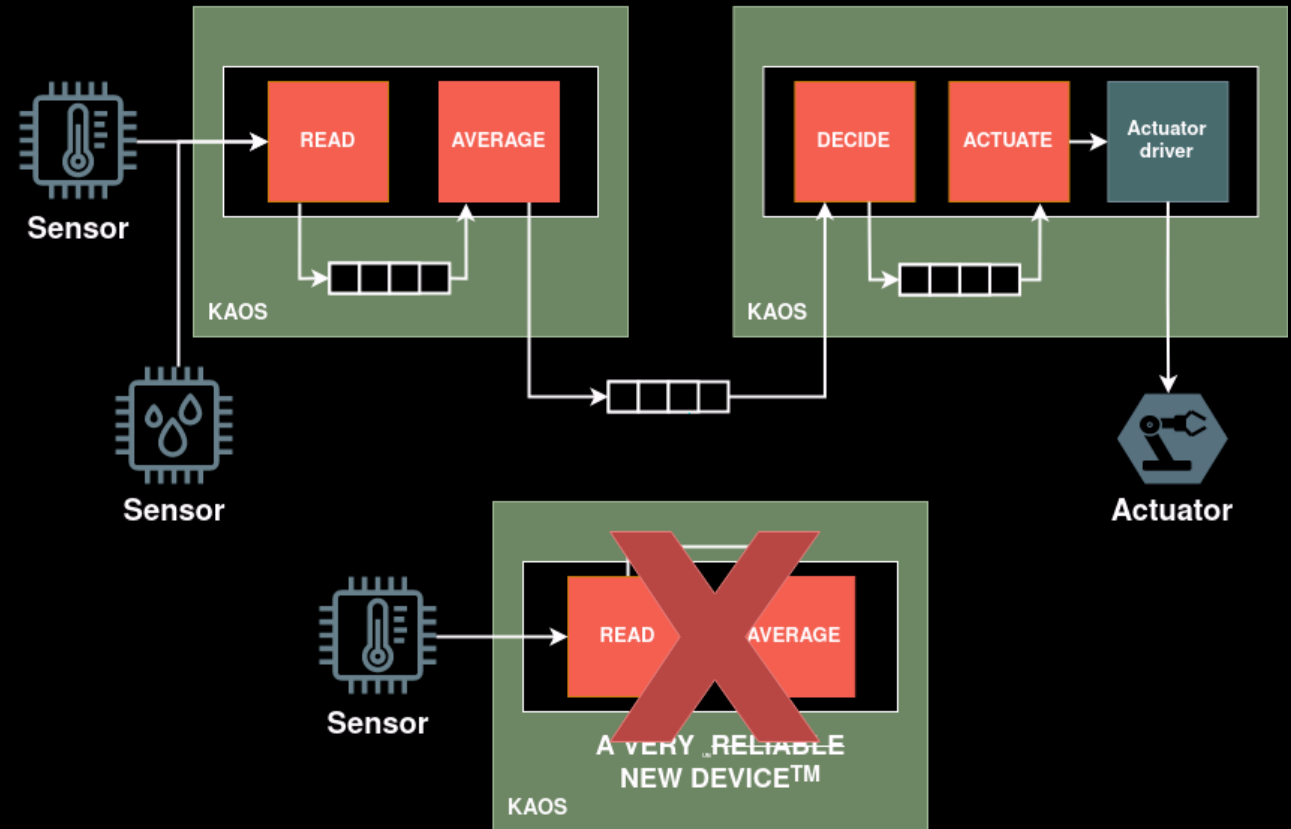 READ
AVERAGE
DECIDE
ACTUATE
Actuator
driver
Sensor
KAOS
KAOS
Sensor
Actuator
READ
AVERAGE
Sensor
A VERY RELIABLE
NEW DEVICE™
KAOS